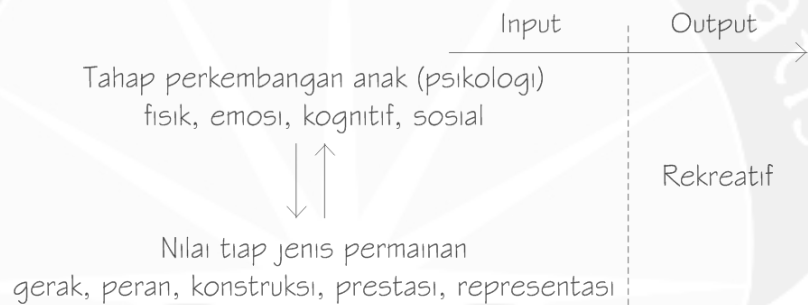 Input Output
Tahap perkembangan anak (psikologi)
fisik, emosi, kognitif, sosial
Rekreatif
Nilai tiap jenis permainan
gerak, peran, konstruksi, prestasi, representasi